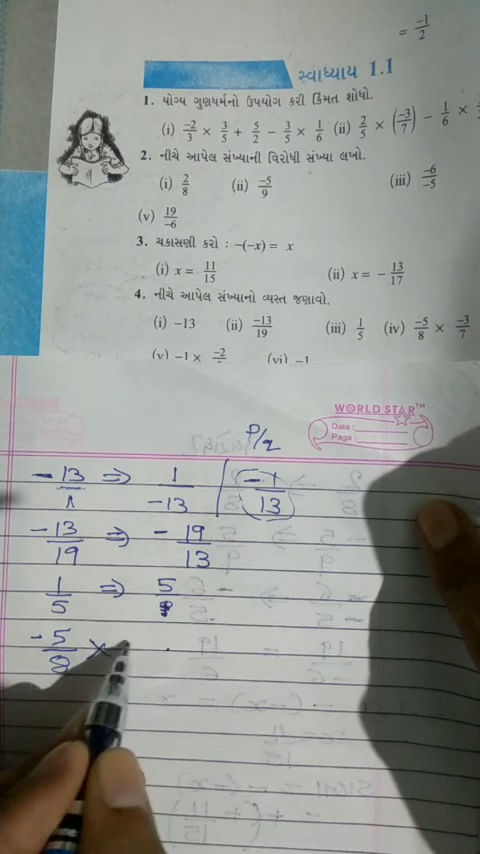 = -1/2
સ્વાધ્યાય 1.1
1. યોગ્ય ગુણધર્મનો ઉપયોગ કરી કિંમત શોધો.
(i) -2/3 × 3/5 + 5/2 - 3/5 × 1/6 (ii) 2/5 × (-3/7) - 1/6 ×
2. નીચે આપેલ સંખ્યાની વિરોધી સંખ્યા લખો.
(i) 2/8 (ii) -5/9 (iii) -6/-5
(v) 19/-6
3. ચકાસણી કરો : -(-x) = x
(i) x = 11/15 (ii) x = - 13/17
4. નીચે આપેલ સંખ્યાનો વ્યસ્ત જણાવો.
(i) -13 (ii) -13/19 (iii) 1/5 (iv) -5/8 × -3/7
(v) -1 × -2/ (vi) -1
WORLD STAR™
Date :
Page :
P/q
-13/1 ⇒ 1/-13 | -1/13
-13/19 ⇒ -19/13
1/5 ⇒ 5
-5/8 ×